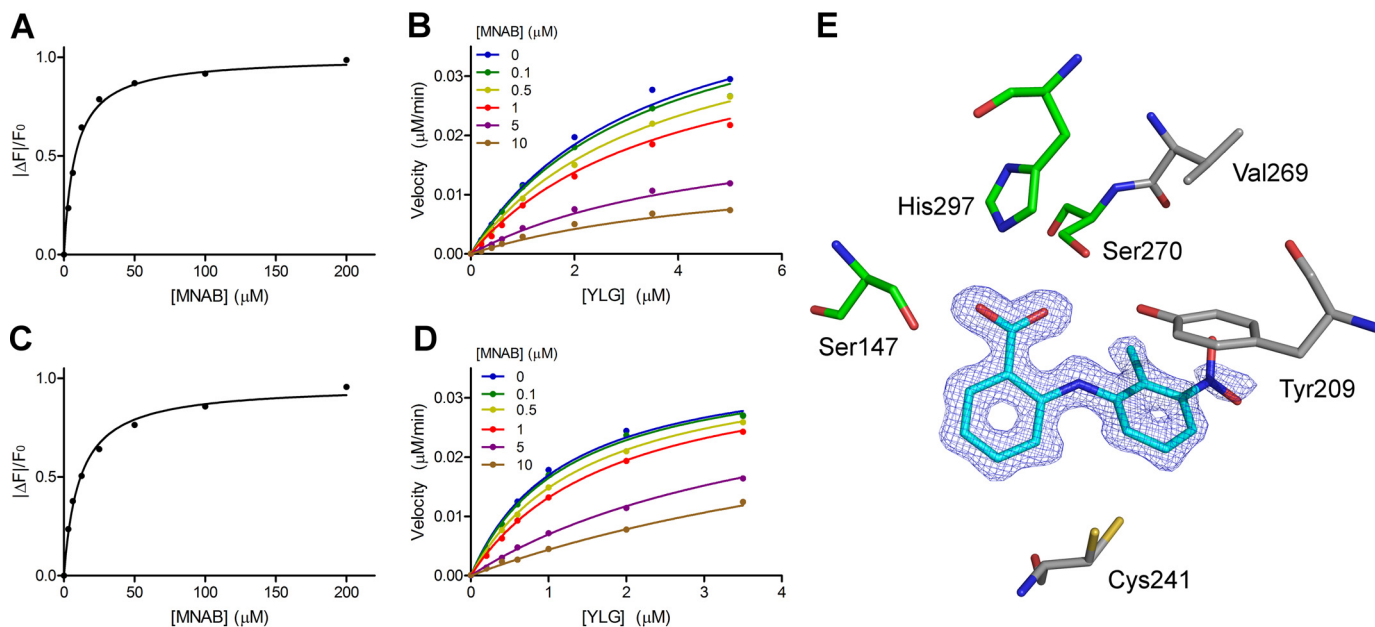 A
|ΔF|/F₀
1.0
0.5
0.0
0 50 100 150 200
[MNAB] (μM)
B
[MNAB] (μM)
0
0.1
0.5
1
5
10
Velocity (μM/min)
0.03
0.02
0.01
0.00
0 2 4 6
[YLG] (μM)
C
|ΔF|/F₀
1.0
0.5
0.0
0 50 100 150 200
[MNAB] (μM)
D
[MNAB] (μM)
0
0.1
0.5
1
5
10
Velocity (μM/min)
0.03
0.02
0.01
0.00
0 1 2 3 4
[YLG] (μM)
E
Val269
His297
Ser270
Ser147
Tyr209
Cys241